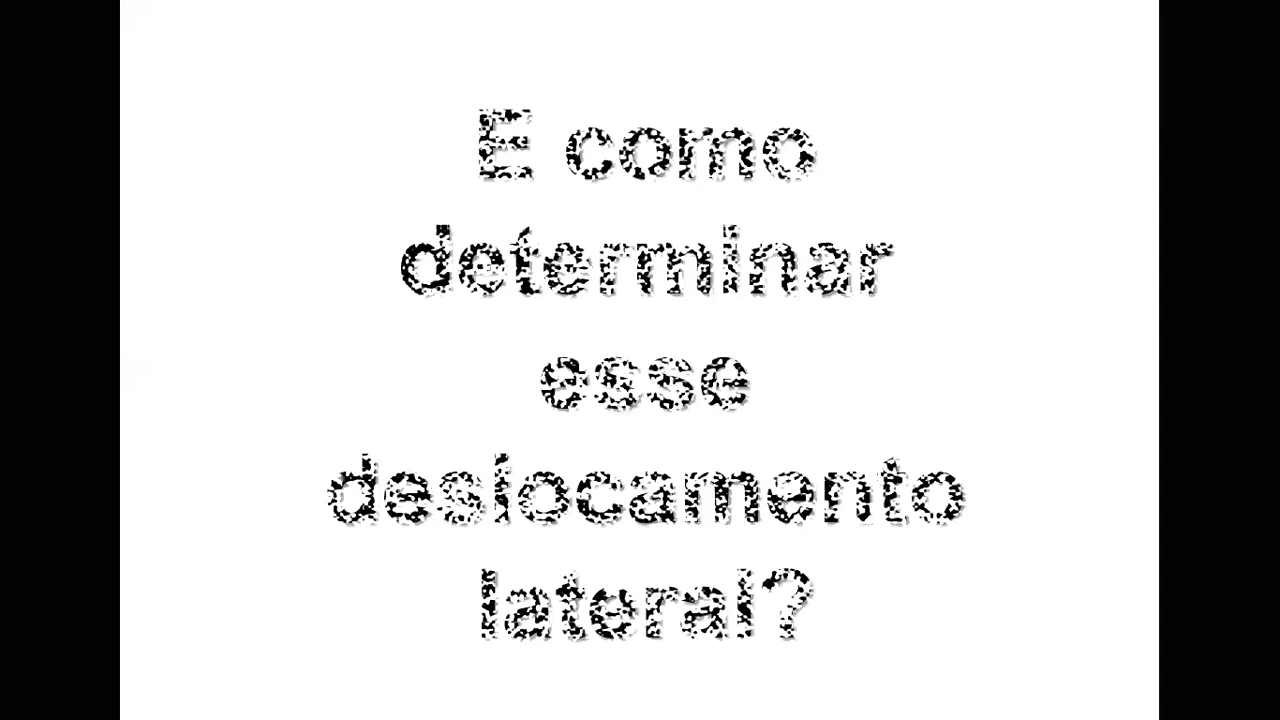 E como
determinar
esse
deslocamento
lateral?